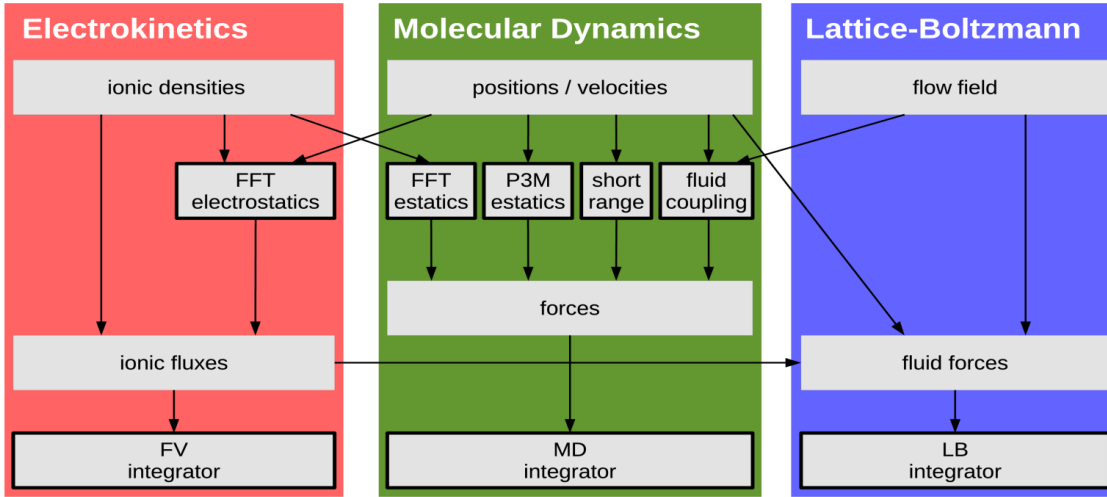 Electrokinetics
Molecular Dynamics
Lattice-Boltzmann
ionic densities
positions / velocities
flow field
FFT
electrostatics
FFT
estatics
P3M
estatics
short
range
fluid
coupling
forces
ionic fluxes
fluid forces
FV
integrator
MD
integrator
LB
integrator